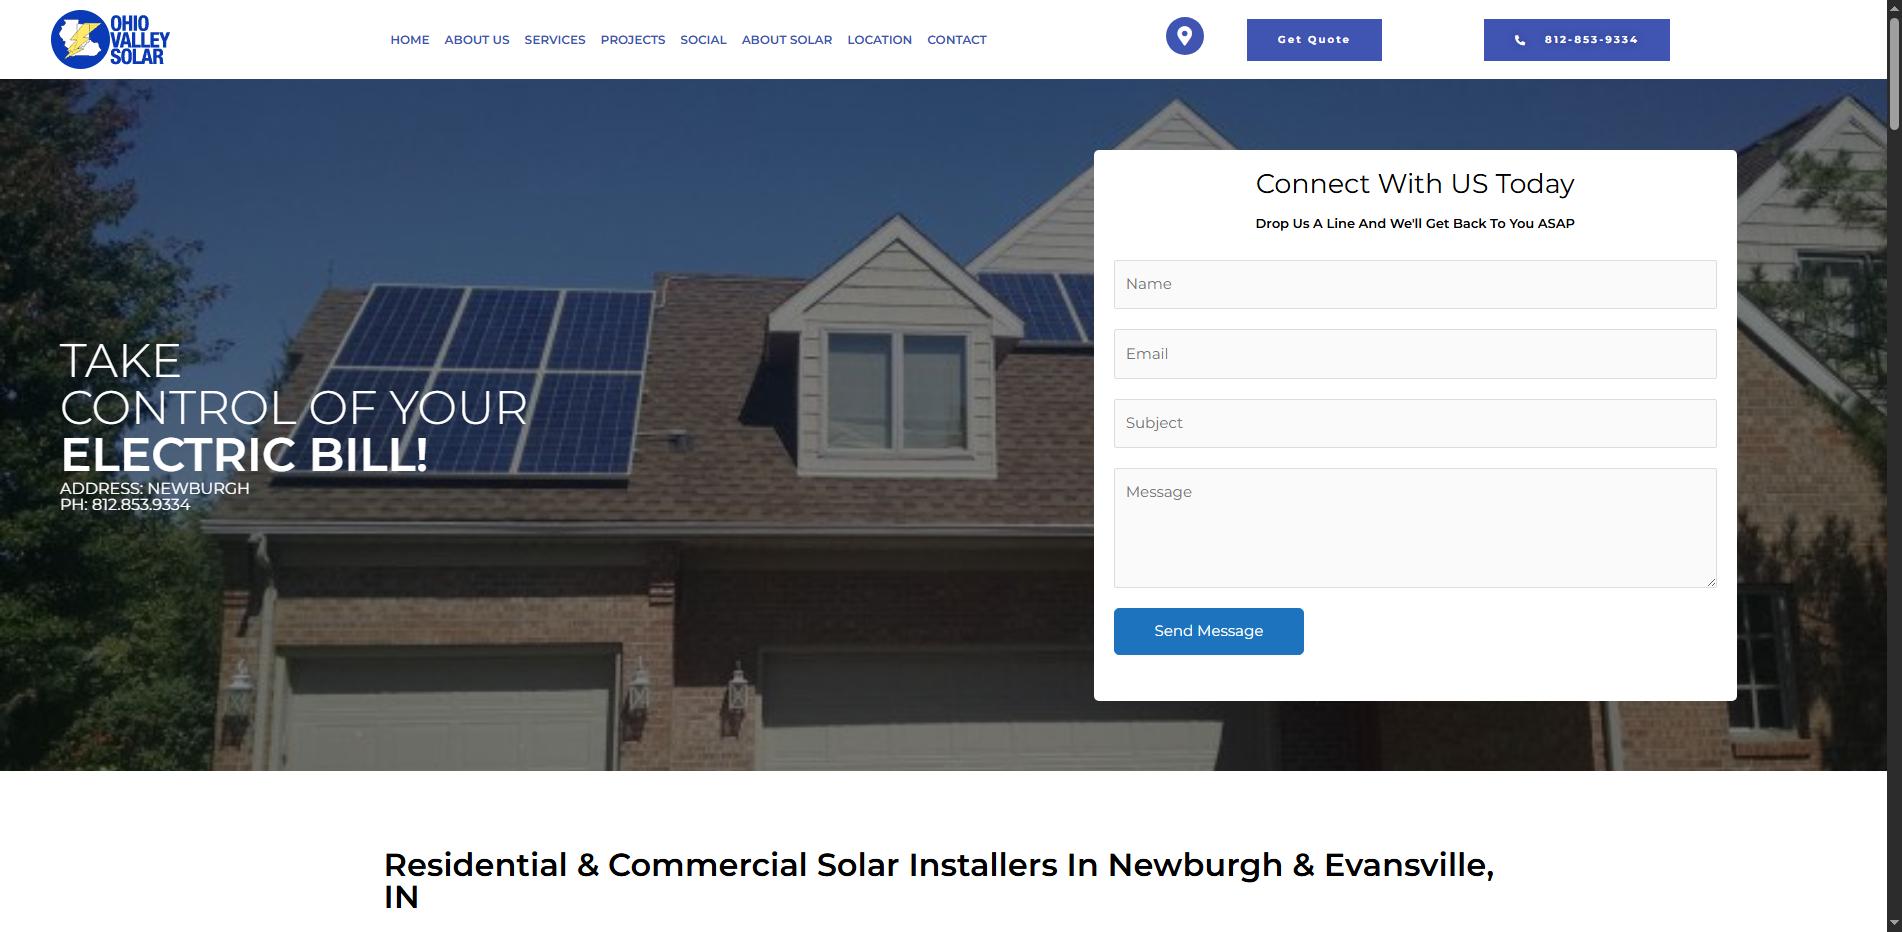 OHIO
VALLEY
SOLAR
HOME ABOUT US SERVICES PROJECTS SOCIAL ABOUT SOLAR LOCATION CONTACT
Get Quote
812-853-9334
TAKE
CONTROL OF YOUR
ELECTRIC BILL!
ADDRESS: NEWBURGH
PH: 812.853.9334
Connect With US Today
Drop Us A Line And We'll Get Back To You ASAP
Name
Email
Subject
Message
Send Message
Residential & Commercial Solar Installers In Newburgh & Evansville,
IN